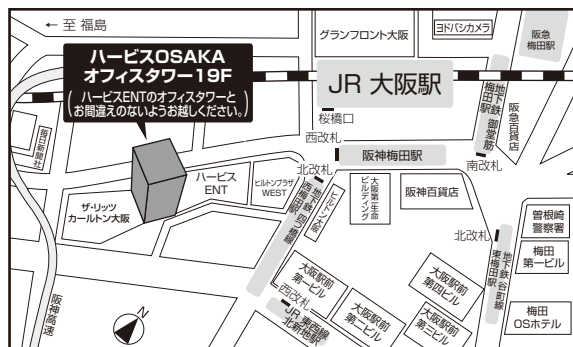 ← 至 福島
ハービスOSAKA
オフィスタワー19F
(ハービスENTのオフィスタワーと
お間違えのないようお越しください。)
グランフロント大阪
ヨドバシカメラ
阪急
梅田駅
JR 大阪駅
桜橋口
西改札
地下鉄 御堂筋線
梅田駅
阪急百貨店
毎日新聞社
阪神梅田駅
南改札
北改札
ハービス
ENT
ヒルトンプラザ
WEST
地下鉄 四つ橋線
西梅田駅
ヒルトン大阪
大阪第一生命
ビルディング
阪神百貨店
ザ・リッツ
カールトン大阪
北改札
曽根崎
警察署
地下鉄 谷町線
東梅田駅
梅田
第一ビル
大阪駅前
第一ビル
大阪駅前
第二ビル
大阪駅前
第四ビル
大阪駅前
第三ビル
梅田
OSホテル
西改札
JR 東西線
北新地駅
阪神高速
N